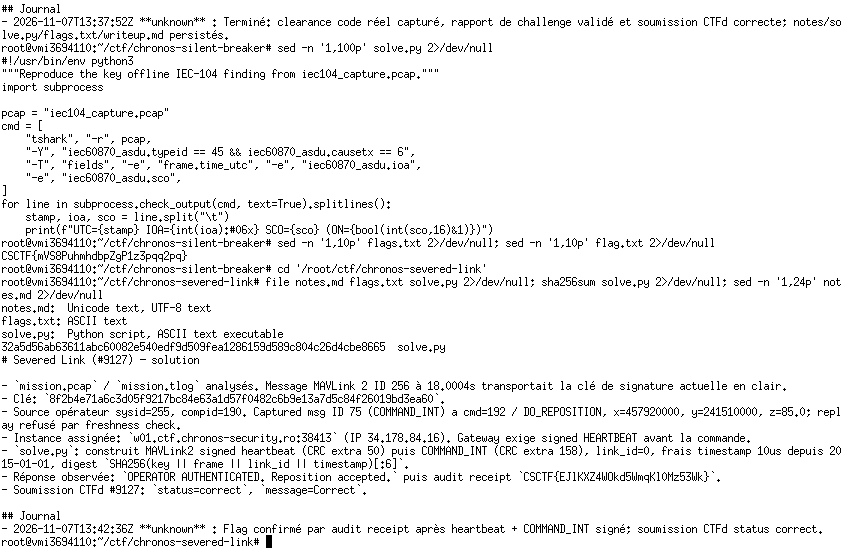 ## Journal
- 2026-11-07T13:37:52Z **unknown** : Terminé: clearance code réel capturé, rapport de challenge validé et soumission CTFd correcte; notes/so
lve.py/flags.txt/writeup.md persistés.
root@vmi3694110:~/ctf/chronos-silent-breaker# sed -n '1,100p' solve.py 2>/dev/null
#!/usr/bin/env python3
"""Reproduce the key offline IEC-104 finding from iec104_capture.pcap."""
import subprocess

pcap = "iec104_capture.pcap"
cmd = [
    "tshark", "-r", pcap,
    "-Y", "iec60870_asdu.typeid == 45 && iec60870_asdu.causetx == 6",
    "-T", "fields", "-e", "frame.time_utc", "-e", "iec60870_asdu.ioa",
    "-e", "iec60870_asdu.sco",
]
for line in subprocess.check_output(cmd, text=True).splitlines():
    stamp, ioa, sco = line.split("\t")
    print(f"UTC={stamp} IOA={int(ioa):#06x} SCO={sco} (ON={bool(int(sco,16)&1)})")
root@vmi3694110:~/ctf/chronos-silent-breaker# sed -n '1,10p' flags.txt 2>/dev/null; sed -n '1,10p' flag.txt 2>/dev/null
CSCTF{mVS8PuhmhdbpZgP1z3pqq2pq}
root@vmi3694110:~/ctf/chronos-silent-breaker# cd '/root/ctf/chronos-severed-link'
root@vmi3694110:~/ctf/chronos-severed-link# file notes.md flags.txt solve.py 2>/dev/null; sha256sum solve.py 2>/dev/null; sed -n '1,24p' not
es.md 2>/dev/null
notes.md:  Unicode text, UTF-8 text
flags.txt: ASCII text
solve.py:  Python script, ASCII text executable
32a5d56ab63611abc60082e540edf9d509fea1286159d589c804c26d4cbe8665  solve.py
# Severed Link (#9127) — solution

- `mission.pcap` / `mission.tlog` analysés. Message MAVLink 2 ID 256 à 18.0004s transportait la clé de signature actuelle en clair.
- Clé: `8f2b4e71a6c3d05f9217bc84e63a1d57f0482c6b9e13a7d5c84f26019bd3ea60`.
- Source opérateur sysid=255, compid=190. Captured msg ID 75 (COMMAND_INT) a cmd=192 / DO_REPOSITION, x=457920000, y=241510000, z=85.0; repl
ay refusé par freshness check.
- Instance assignée: `w01.ctf.chronos-security.ro:38413` (IP 34.178.84.16). Gateway exige signed HEARTBEAT avant la commande.
- `solve.py`: construit MAVLink2 signed heartbeat (CRC extra 50) puis COMMAND_INT (CRC extra 158), link_id=0, frais timestamp 10us depuis 20
15-01-01, digest `SHA256(key || frame || link_id || timestamp)[:6]`.
- Réponse observée: `OPERATOR AUTHENTICATED. Reposition accepted.` puis audit receipt `CSCTF{EJlKXZ4WOkd5WmqKl0Mz53Wk}`.
- Soumission CTFd #9127: `status=correct`, `message=Correct`.

## Journal
- 2026-11-07T13:42:36Z **unknown** : Flag confirmé par audit receipt après heartbeat + COMMAND_INT signé; soumission CTFd status correct.
root@vmi3694110:~/ctf/chronos-severed-link#